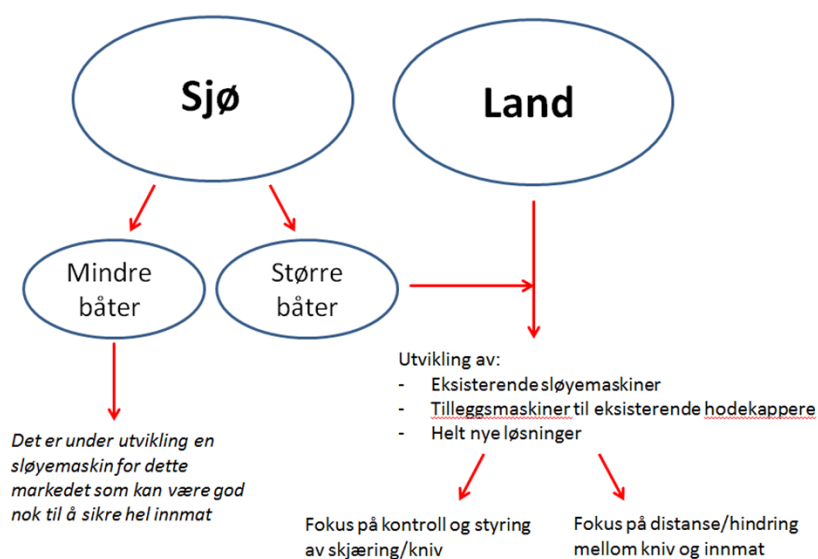 Sjø
Land
Mindre
båter
Større
båter
Utvikling av:
- Eksisterende sløyemaskiner
- Tilleggsmaskiner til eksisterende hodekappere
- Helt nye løsninger
Det er under utvikling en
sløyemaskin for dette
markedet som kan være god
nok til å sikre hel innmat
Fokus på kontroll og styring
av skjæring/kniv
Fokus på distanse/hindring
mellom kniv og innmat